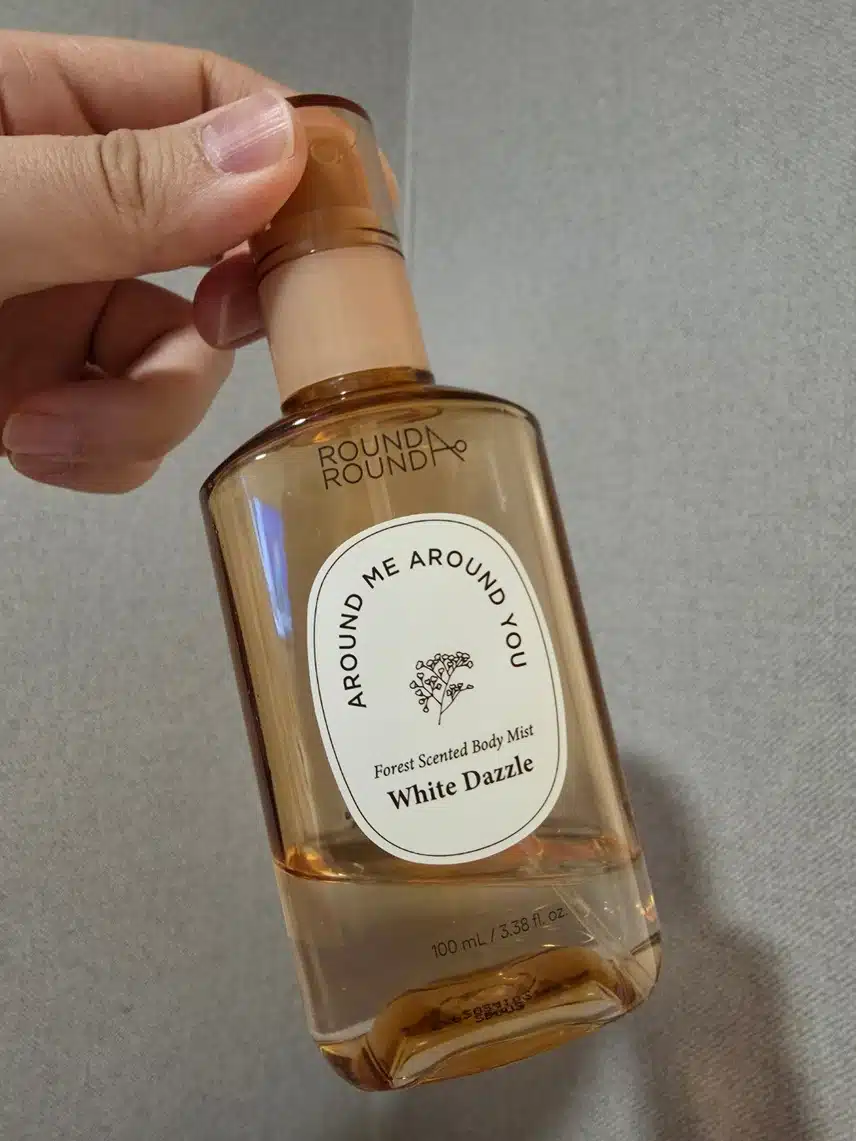 ROUND A
ROUND
AROUND ME AROUND YOU
Forest Scented Body Mist
White Dazzle
100 mL / 3.38 fl. oz.